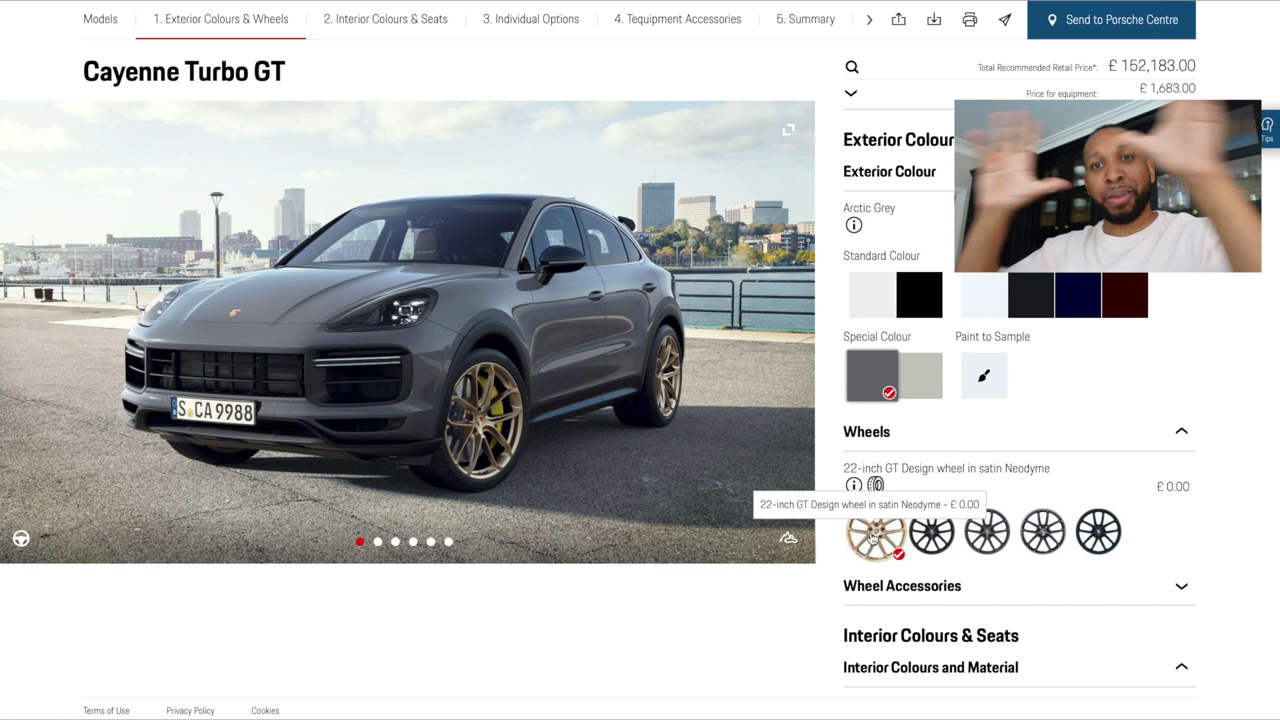 Models
1. Exterior Colours & Wheels
2. Interior Colours & Seats
3. Individual Options
4. Tequipment Accessories
5. Summary
Send to Porsche Centre
Cayenne Turbo GT
Total Recommended Retail Price*: £ 152,183.00
Price for equipment: £ 1,683.00
Tips
S CA 9988
Exterior Colour
Exterior Colour
Arctic Grey
Standard Colour
Special Colour
Paint to Sample
Wheels
22-inch GT Design wheel in satin Neodyme
£ 0.00
22-inch GT Design wheel in satin Neodyme - £ 0.00
Wheel Accessories
Interior Colours & Seats
Interior Colours and Material
Terms of Use
Privacy Policy
Cookies